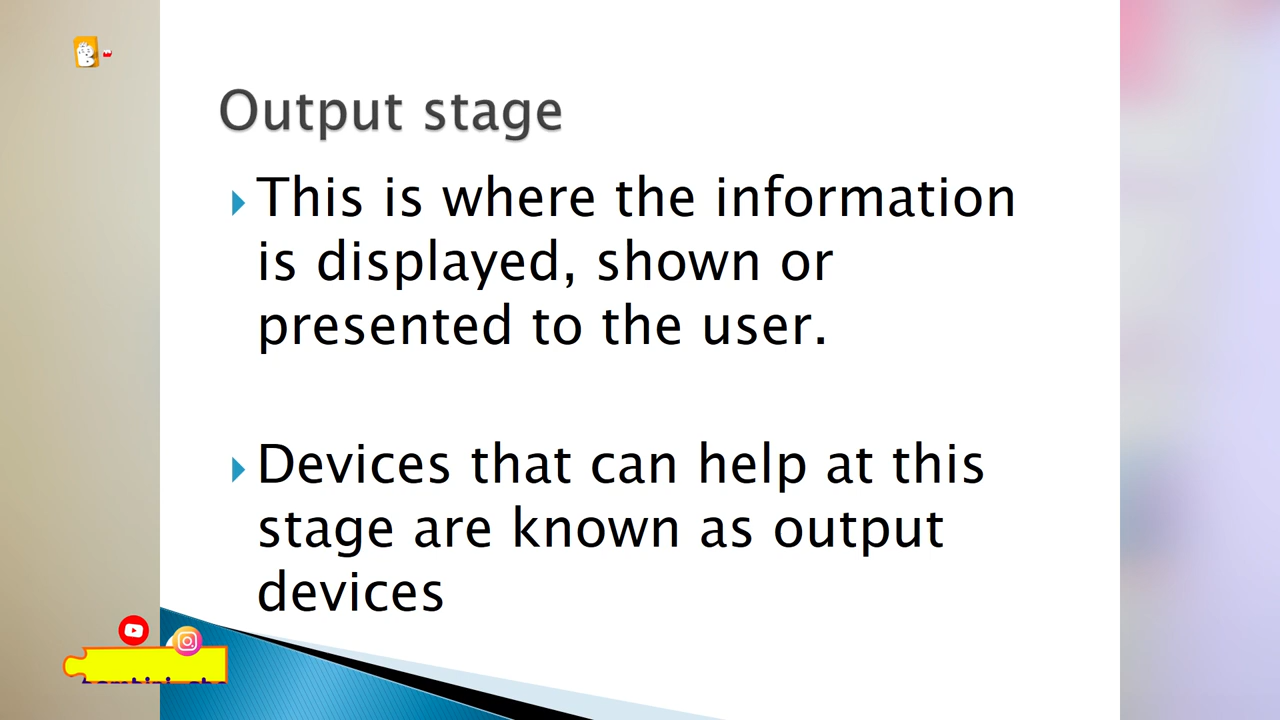 Output stage
This is where the information
is displayed, shown or
presented to the user.
Devices that can help at this
stage are known as output
devices